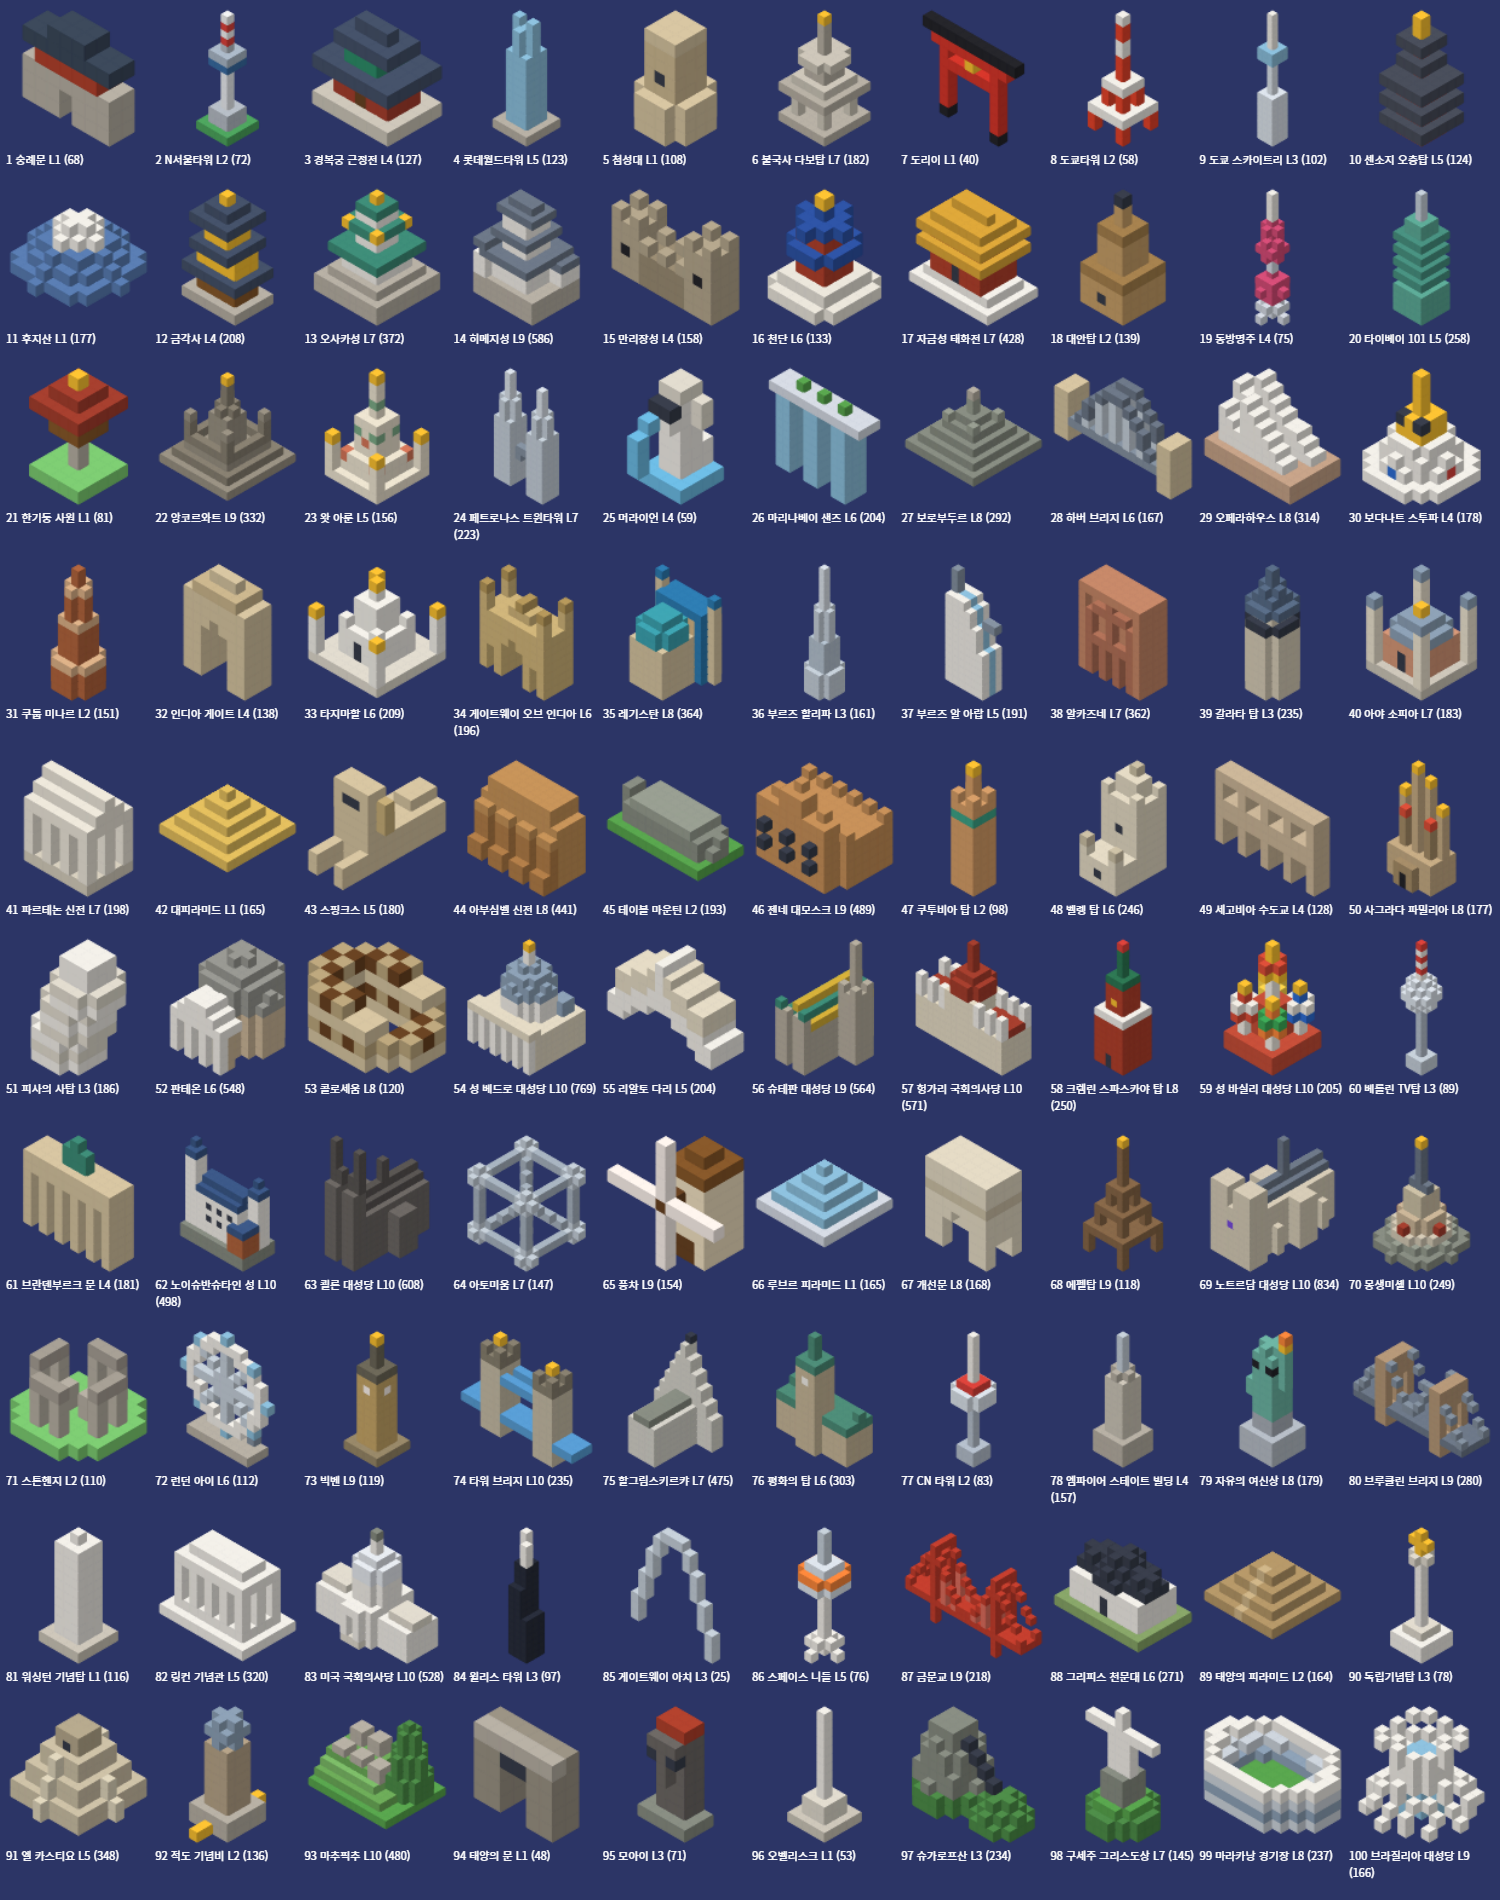 1 숭례문 L1 (68)
2 N서울타워 L2 (72)
3 경복궁 근정전 L4 (127)
4 롯데월드타워 L5 (123)
5 첨성대 L1 (108)
6 불국사 다보탑 L7 (182)
7 도리이 L1 (40)
8 도쿄타워 L2 (58)
9 도쿄 스카이트리 L3 (102)
10 센소지 오층탑 L5 (124)
11 후지산 L1 (177)
12 금각사 L4 (208)
13 오사카성 L7 (372)
14 히메지성 L9 (586)
15 만리장성 L4 (158)
16 천단 L6 (133)
17 자금성 태화전 L7 (428)
18 대안탑 L2 (139)
19 동방명주 L4 (75)
20 타이베이 101 L5 (258)
21 한기둥 사원 L1 (81)
22 앙코르와트 L9 (332)
23 왓 아룬 L5 (156)
24 페트로나스 트윈타워 L7
(223)
25 머라이언 L4 (59)
26 마리나베이 샌즈 L6 (204)
27 보로부두르 L8 (292)
28 하버 브리지 L6 (167)
29 오페라하우스 L8 (314)
30 보다나트 스투파 L4 (178)
31 쿠툽 미나르 L2 (151)
32 인디아 게이트 L4 (138)
33 타지마할 L6 (209)
34 게이트웨이 오브 인디아 L6
(196)
35 레기스탄 L8 (364)
36 부르즈 할리파 L3 (161)
37 부르즈 알 아랍 L5 (191)
38 알카즈네 L7 (362)
39 갈라타 탑 L3 (235)
40 아야 소피아 L7 (183)
41 파르테논 신전 L7 (198)
42 대피라미드 L1 (165)
43 스핑크스 L5 (180)
44 아부심벨 신전 L8 (441)
45 테이블 마운틴 L2 (193)
46 젠네 대모스크 L9 (489)
47 쿠투비아 탑 L2 (98)
48 벨렝 탑 L6 (246)
49 세고비아 수도교 L4 (128)
50 사그라다 파밀리아 L8 (177)
51 피사의 사탑 L3 (186)
52 판테온 L6 (548)
53 콜로세움 L8 (120)
54 성 베드로 대성당 L10 (769)
55 리알토 다리 L5 (204)
56 슈테판 대성당 L9 (564)
57 헝가리 국회의사당 L10
(571)
58 크렘린 스파스카야 탑 L8
(250)
59 성 바실리 대성당 L10 (205)
60 베를린 TV탑 L3 (89)
61 브란덴부르크 문 L4 (181)
62 노이슈반슈타인 성 L10
(498)
63 쾰른 대성당 L10 (608)
64 아토미움 L7 (147)
65 풍차 L9 (154)
66 루브르 피라미드 L1 (165)
67 개선문 L8 (168)
68 에펠탑 L9 (118)
69 노트르담 대성당 L10 (834)
70 몽생미셸 L10 (249)
71 스톤헨지 L2 (110)
72 런던 아이 L6 (112)
73 빅벤 L9 (119)
74 타워 브리지 L10 (235)
75 할그림스키르캬 L7 (475)
76 평화의 탑 L6 (303)
77 CN 타워 L2 (83)
78 엠파이어 스테이트 빌딩 L4
(157)
79 자유의 여신상 L8 (179)
80 브루클린 브리지 L9 (280)
81 워싱턴 기념탑 L1 (116)
82 링컨 기념관 L5 (320)
83 미국 국회의사당 L10 (528)
84 윌리스 타워 L3 (97)
85 게이트웨이 아치 L3 (25)
86 스페이스 니들 L5 (76)
87 금문교 L9 (218)
88 그리피스 천문대 L6 (271)
89 태양의 피라미드 L2 (164)
90 독립기념탑 L3 (78)
91 엘 카스티요 L5 (348)
92 적도 기념비 L2 (136)
93 마추픽추 L10 (480)
94 태양의 문 L1 (48)
95 모아이 L3 (71)
96 오벨리스크 L1 (53)
97 슈가로프산 L3 (234)
98 구세주 그리스도상 L7 (145)
99 마라카낭 경기장 L8 (237)
100 브라질리아 대성당 L9
(166)